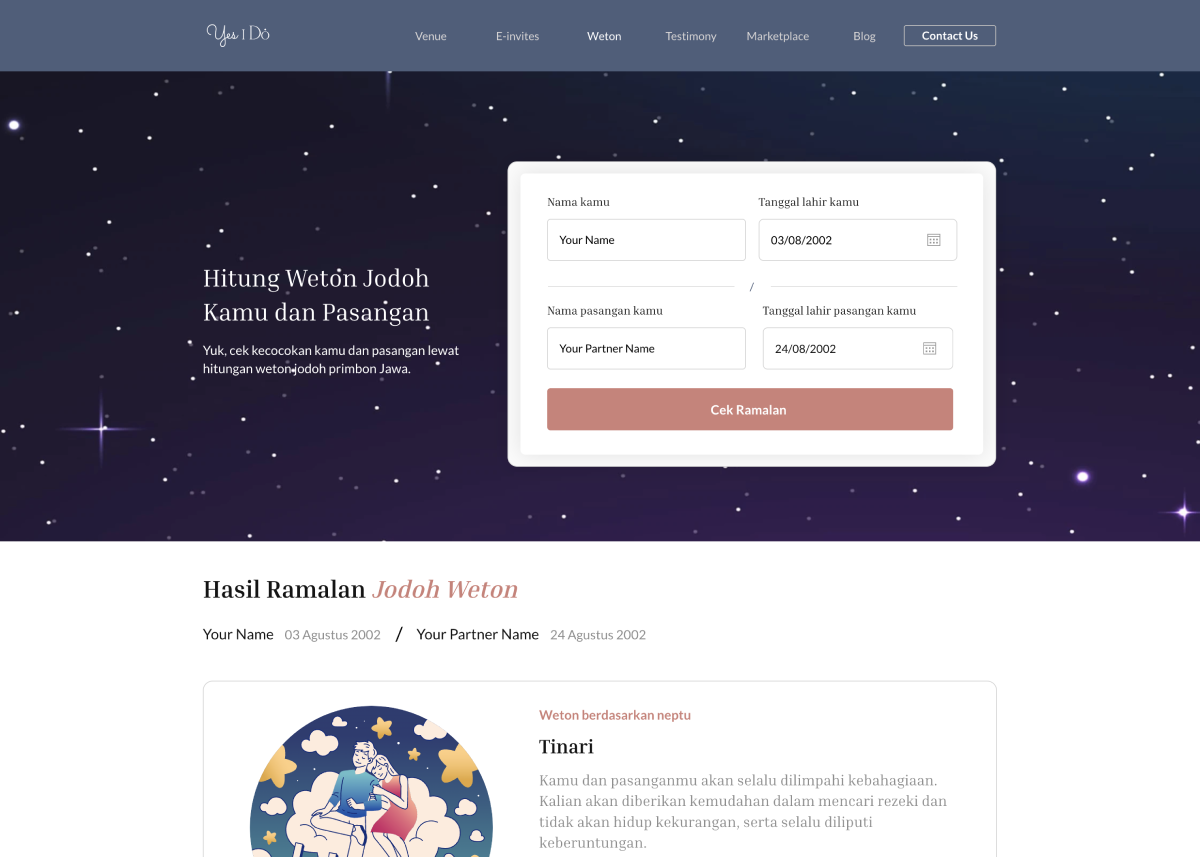 Yes I Do
Venue
E-invites
Weton
Testimony
Marketplace
Blog
Contact Us
Hitung Weton Jodoh
Kamu dan Pasangan
Yuk, cek kecocokan kamu dan pasangan lewat
hitungan weton jodoh primbon Jawa.
Nama kamu
Tanggal lahir kamu
Your Name
03/08/2002
/
Nama pasangan kamu
Tanggal lahir pasangan kamu
Your Partner Name
24/08/2002
Cek Ramalan
Hasil Ramalan Jodoh Weton
Your Name 03 Agustus 2002 / Your Partner Name 24 Agustus 2002
Weton berdasarkan neptu
Tinari
Kamu dan pasanganmu akan selalu dilimpahi kebahagiaan.
Kalian akan diberikan kemudahan dalam mencari rezeki dan
tidak akan hidup kekurangan, serta selalu diliputi
keberuntungan.